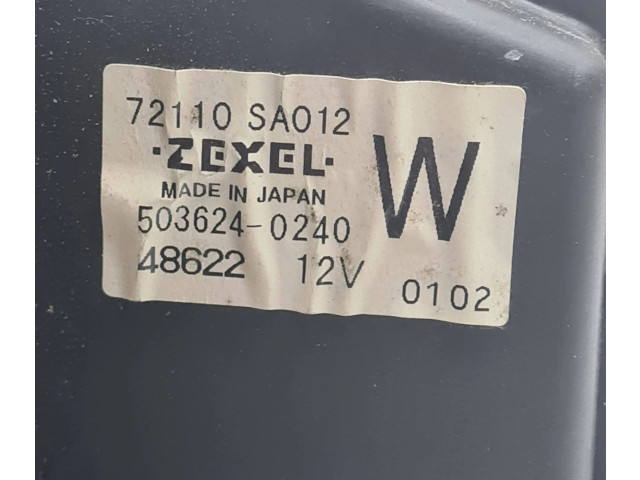 72110 SA012
·ZEXEL·
MADE IN JAPAN
W
503624-0240
48622 12V
0102